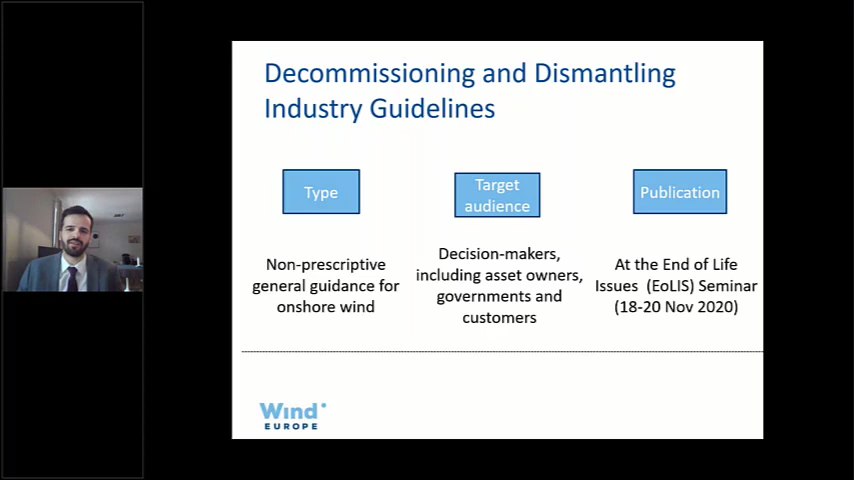 Decommissioning and Dismantling
Industry Guidelines
Type
Target
audience
Publication
Non-prescriptive
general guidance for
onshore wind
Decision-makers,
including asset owners,
governments and
customers
At the End of Life
Issues (EoLIS) Seminar
(18-20 Nov 2020)
Wind
EUROPE